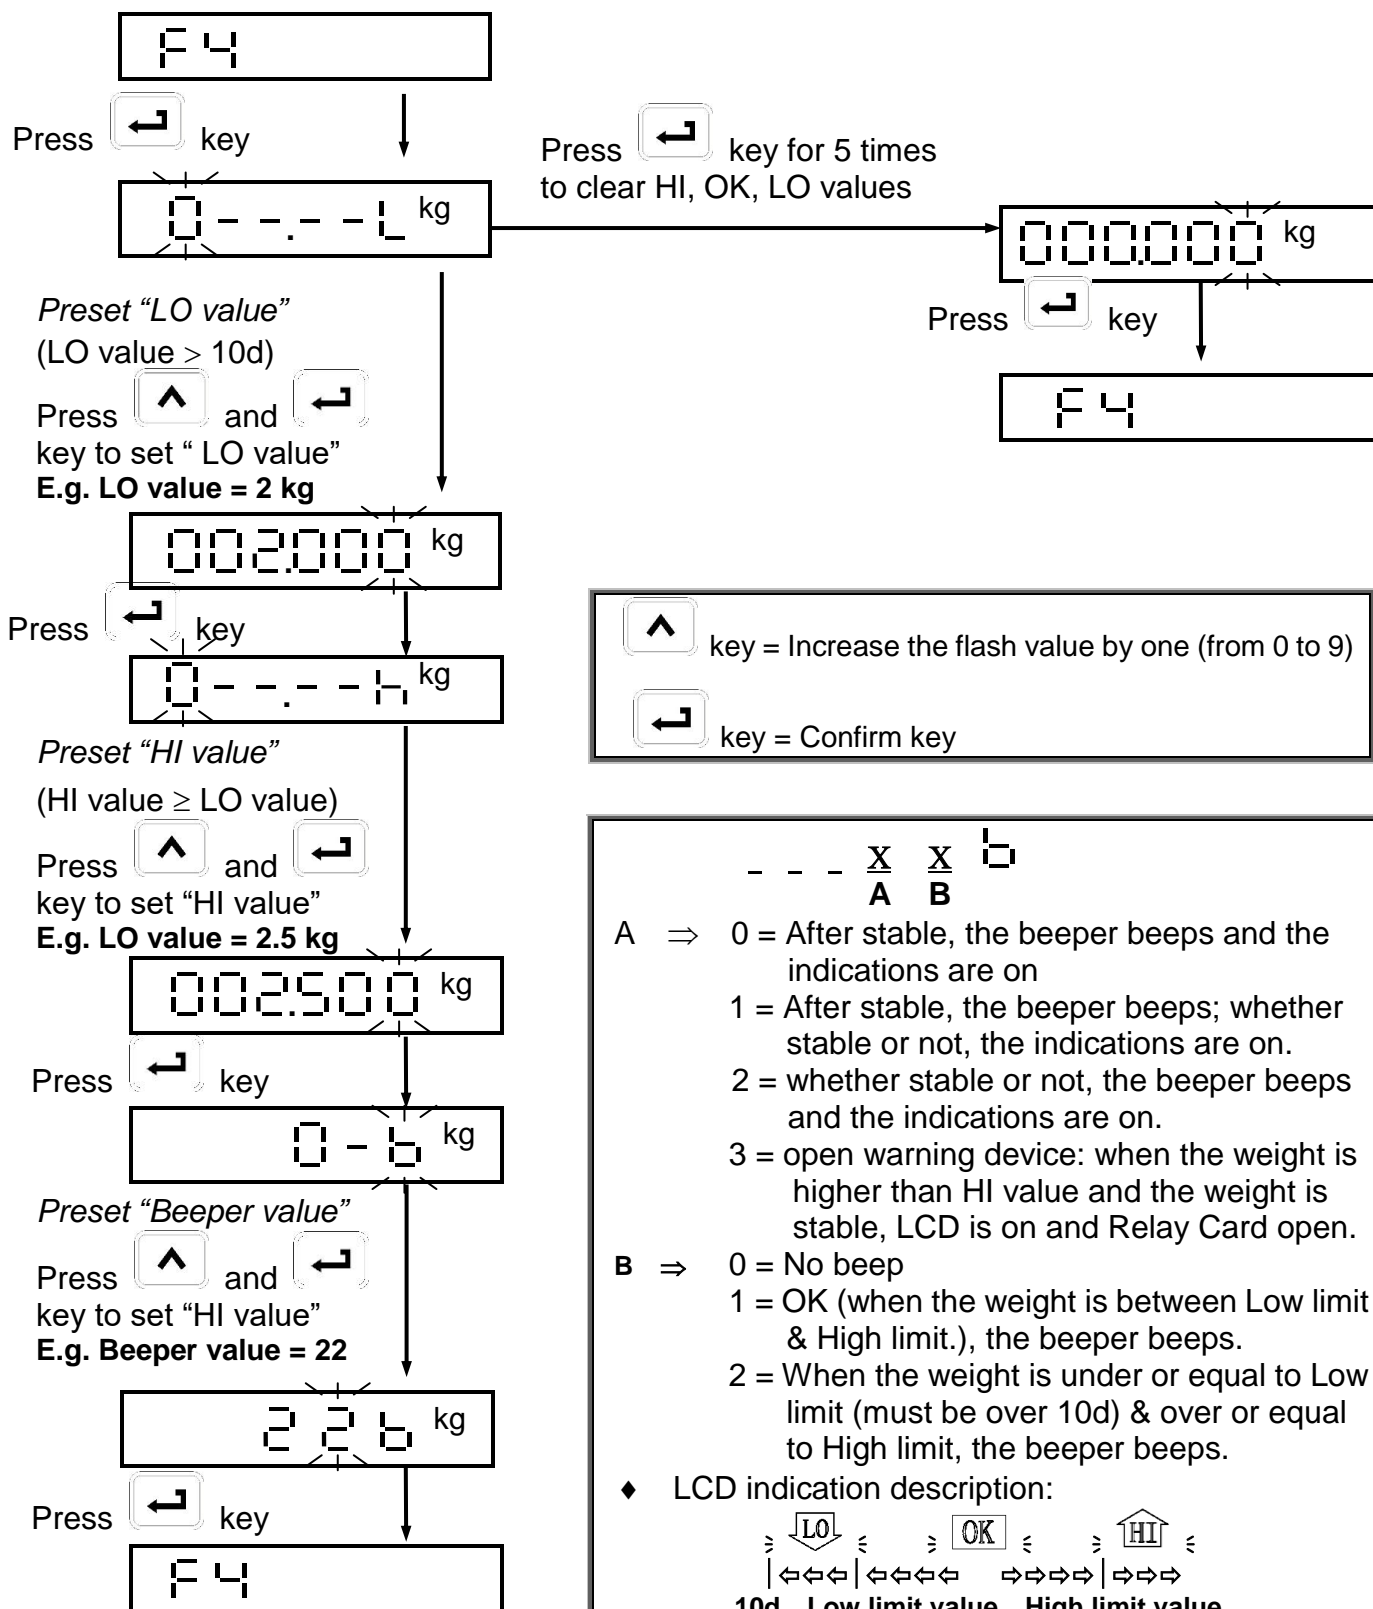 F4
Press key
0--.--L kg
Press key for 5 times
to clear HI, OK, LO values
000.000 kg
Press key
F4
Preset “LO value”
(LO value > 10d)
Press ^ and
key to set “ LO value”
E.g. LO value = 2 kg
002.000 kg
Press key
0--.--h kg
Preset “HI value”
(HI value ≥ LO value)
Press ^ and
key to set “HI value”
E.g. LO value = 2.5 kg
002.500 kg
Press key
0-b kg
Preset “Beeper value”
Press ^ and
key to set “HI value”
E.g. Beeper value = 22
22b kg
Press key
F4
^ key = Increase the flash value by one (from 0 to 9)
key = Confirm key
_ _ _ X X b
A B
A ⇒ 0 = After stable, the beeper beeps and the
indications are on
1 = After stable, the beeper beeps; whether
stable or not, the indications are on.
2 = whether stable or not, the beeper beeps
and the indications are on.
3 = open warning device: when the weight is
higher than HI value and the weight is
stable, LCD is on and Relay Card open.
B ⇒ 0 = No beep
1 = OK (when the weight is between Low limit
& High limit.), the beeper beeps.
2 = When the weight is under or equal to Low
limit (must be over 10d) & over or equal
to High limit, the beeper beeps.
♦ LCD indication description:
LO OK HI
10d Low limit value High limit value